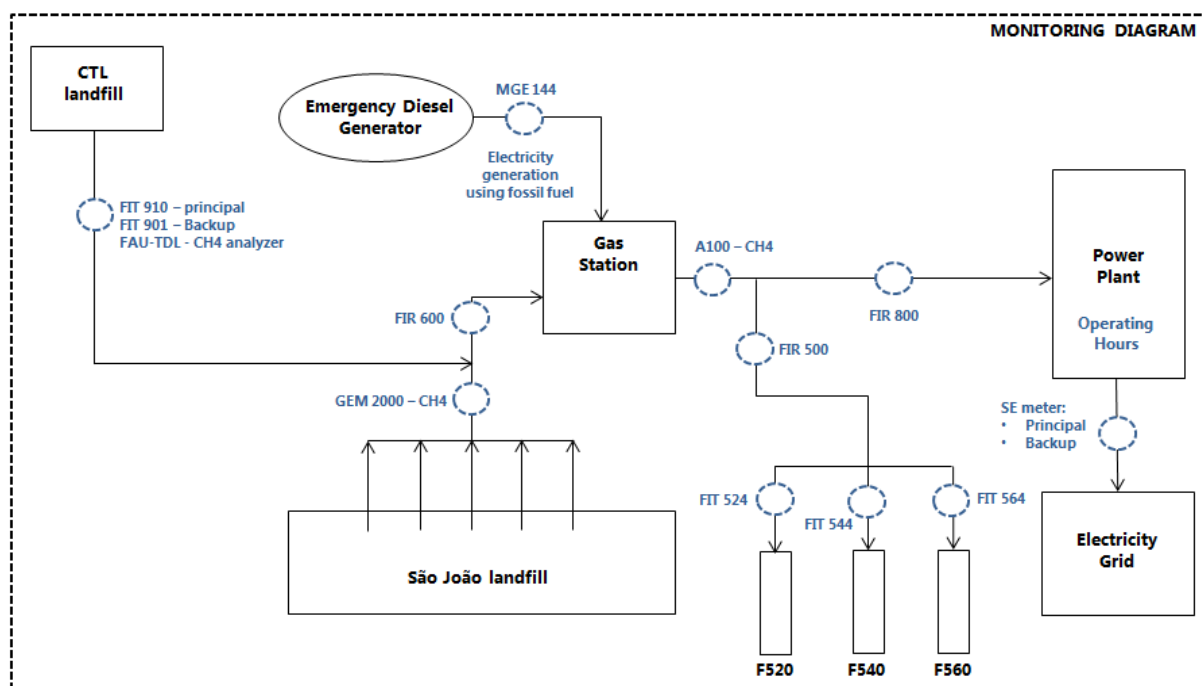 MONITORING DIAGRAM
CTL
landfill
Emergency Diesel
Generator
MGE 144
Electricity
generation
using fossil fuel
FIT 910 – principal
FIT 901 – Backup
FAU-TDL - CH4 analyzer
Gas
Station
A100 – CH4
Power
Plant
Operating
Hours
FIR 600
FIR 800
FIR 500
GEM 2000 – CH4
SE meter:
• Principal
• Backup
FIT 524
FIT 544
FIT 564
São João landfill
Electricity
Grid
F520
F540
F560